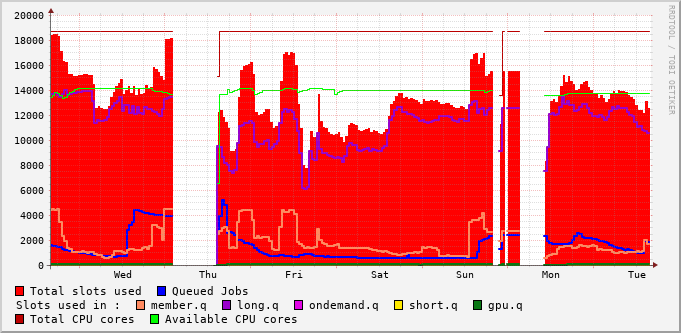 20000
18000
16000
14000
12000
10000
8000
6000
4000
2000
0
Wed Thu Fri Sat Sun Mon Tue
Total slots used Queued Jobs
Slots used in : member.q long.q ondemand.q short.q gpu.q
Total CPU cores Available CPU cores
RRDTOOL / TOBI OETIKER